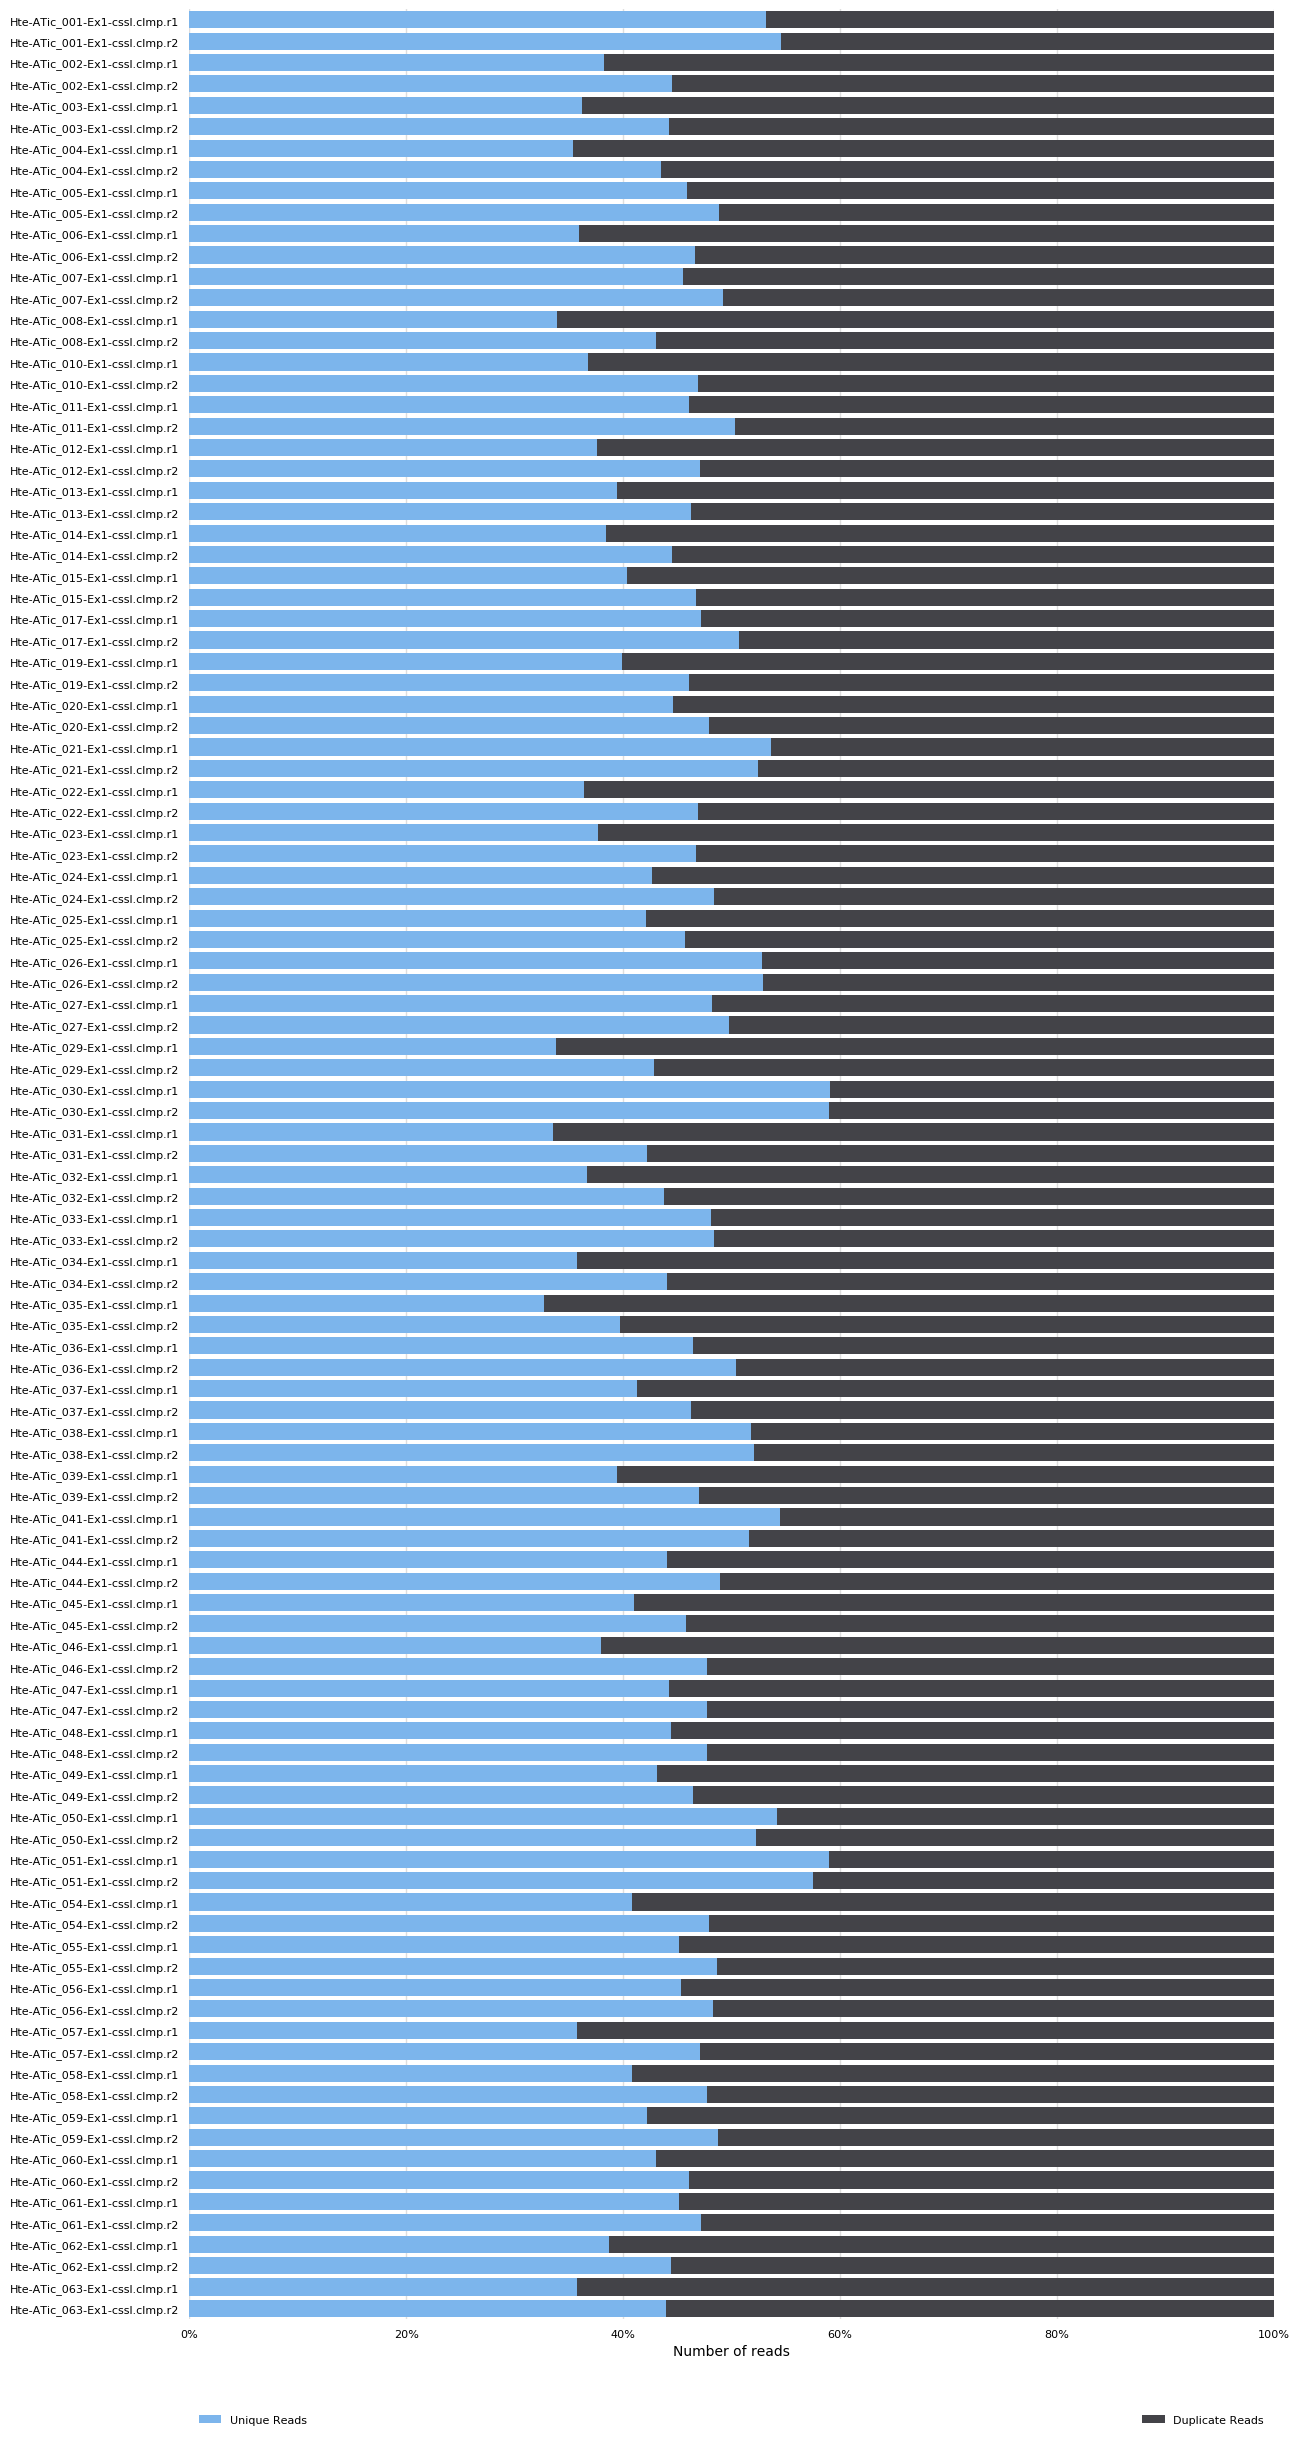 Hte-ATic_001-Ex1-cssl.clmp.r1
Hte-ATic_001-Ex1-cssl.clmp.r2
Hte-ATic_002-Ex1-cssl.clmp.r1
Hte-ATic_002-Ex1-cssl.clmp.r2
Hte-ATic_003-Ex1-cssl.clmp.r1
Hte-ATic_003-Ex1-cssl.clmp.r2
Hte-ATic_004-Ex1-cssl.clmp.r1
Hte-ATic_004-Ex1-cssl.clmp.r2
Hte-ATic_005-Ex1-cssl.clmp.r1
Hte-ATic_005-Ex1-cssl.clmp.r2
Hte-ATic_006-Ex1-cssl.clmp.r1
Hte-ATic_006-Ex1-cssl.clmp.r2
Hte-ATic_007-Ex1-cssl.clmp.r1
Hte-ATic_007-Ex1-cssl.clmp.r2
Hte-ATic_008-Ex1-cssl.clmp.r1
Hte-ATic_008-Ex1-cssl.clmp.r2
Hte-ATic_010-Ex1-cssl.clmp.r1
Hte-ATic_010-Ex1-cssl.clmp.r2
Hte-ATic_011-Ex1-cssl.clmp.r1
Hte-ATic_011-Ex1-cssl.clmp.r2
Hte-ATic_012-Ex1-cssl.clmp.r1
Hte-ATic_012-Ex1-cssl.clmp.r2
Hte-ATic_013-Ex1-cssl.clmp.r1
Hte-ATic_013-Ex1-cssl.clmp.r2
Hte-ATic_014-Ex1-cssl.clmp.r1
Hte-ATic_014-Ex1-cssl.clmp.r2
Hte-ATic_015-Ex1-cssl.clmp.r1
Hte-ATic_015-Ex1-cssl.clmp.r2
Hte-ATic_017-Ex1-cssl.clmp.r1
Hte-ATic_017-Ex1-cssl.clmp.r2
Hte-ATic_019-Ex1-cssl.clmp.r1
Hte-ATic_019-Ex1-cssl.clmp.r2
Hte-ATic_020-Ex1-cssl.clmp.r1
Hte-ATic_020-Ex1-cssl.clmp.r2
Hte-ATic_021-Ex1-cssl.clmp.r1
Hte-ATic_021-Ex1-cssl.clmp.r2
Hte-ATic_022-Ex1-cssl.clmp.r1
Hte-ATic_022-Ex1-cssl.clmp.r2
Hte-ATic_023-Ex1-cssl.clmp.r1
Hte-ATic_023-Ex1-cssl.clmp.r2
Hte-ATic_024-Ex1-cssl.clmp.r1
Hte-ATic_024-Ex1-cssl.clmp.r2
Hte-ATic_025-Ex1-cssl.clmp.r1
Hte-ATic_025-Ex1-cssl.clmp.r2
Hte-ATic_026-Ex1-cssl.clmp.r1
Hte-ATic_026-Ex1-cssl.clmp.r2
Hte-ATic_027-Ex1-cssl.clmp.r1
Hte-ATic_027-Ex1-cssl.clmp.r2
Hte-ATic_029-Ex1-cssl.clmp.r1
Hte-ATic_029-Ex1-cssl.clmp.r2
Hte-ATic_030-Ex1-cssl.clmp.r1
Hte-ATic_030-Ex1-cssl.clmp.r2
Hte-ATic_031-Ex1-cssl.clmp.r1
Hte-ATic_031-Ex1-cssl.clmp.r2
Hte-ATic_032-Ex1-cssl.clmp.r1
Hte-ATic_032-Ex1-cssl.clmp.r2
Hte-ATic_033-Ex1-cssl.clmp.r1
Hte-ATic_033-Ex1-cssl.clmp.r2
Hte-ATic_034-Ex1-cssl.clmp.r1
Hte-ATic_034-Ex1-cssl.clmp.r2
Hte-ATic_035-Ex1-cssl.clmp.r1
Hte-ATic_035-Ex1-cssl.clmp.r2
Hte-ATic_036-Ex1-cssl.clmp.r1
Hte-ATic_036-Ex1-cssl.clmp.r2
Hte-ATic_037-Ex1-cssl.clmp.r1
Hte-ATic_037-Ex1-cssl.clmp.r2
Hte-ATic_038-Ex1-cssl.clmp.r1
Hte-ATic_038-Ex1-cssl.clmp.r2
Hte-ATic_039-Ex1-cssl.clmp.r1
Hte-ATic_039-Ex1-cssl.clmp.r2
Hte-ATic_041-Ex1-cssl.clmp.r1
Hte-ATic_041-Ex1-cssl.clmp.r2
Hte-ATic_044-Ex1-cssl.clmp.r1
Hte-ATic_044-Ex1-cssl.clmp.r2
Hte-ATic_045-Ex1-cssl.clmp.r1
Hte-ATic_045-Ex1-cssl.clmp.r2
Hte-ATic_046-Ex1-cssl.clmp.r1
Hte-ATic_046-Ex1-cssl.clmp.r2
Hte-ATic_047-Ex1-cssl.clmp.r1
Hte-ATic_047-Ex1-cssl.clmp.r2
Hte-ATic_048-Ex1-cssl.clmp.r1
Hte-ATic_048-Ex1-cssl.clmp.r2
Hte-ATic_049-Ex1-cssl.clmp.r1
Hte-ATic_049-Ex1-cssl.clmp.r2
Hte-ATic_050-Ex1-cssl.clmp.r1
Hte-ATic_050-Ex1-cssl.clmp.r2
Hte-ATic_051-Ex1-cssl.clmp.r1
Hte-ATic_051-Ex1-cssl.clmp.r2
Hte-ATic_054-Ex1-cssl.clmp.r1
Hte-ATic_054-Ex1-cssl.clmp.r2
Hte-ATic_055-Ex1-cssl.clmp.r1
Hte-ATic_055-Ex1-cssl.clmp.r2
Hte-ATic_056-Ex1-cssl.clmp.r1
Hte-ATic_056-Ex1-cssl.clmp.r2
Hte-ATic_057-Ex1-cssl.clmp.r1
Hte-ATic_057-Ex1-cssl.clmp.r2
Hte-ATic_058-Ex1-cssl.clmp.r1
Hte-ATic_058-Ex1-cssl.clmp.r2
Hte-ATic_059-Ex1-cssl.clmp.r1
Hte-ATic_059-Ex1-cssl.clmp.r2
Hte-ATic_060-Ex1-cssl.clmp.r1
Hte-ATic_060-Ex1-cssl.clmp.r2
Hte-ATic_061-Ex1-cssl.clmp.r1
Hte-ATic_061-Ex1-cssl.clmp.r2
Hte-ATic_062-Ex1-cssl.clmp.r1
Hte-ATic_062-Ex1-cssl.clmp.r2
Hte-ATic_063-Ex1-cssl.clmp.r1
Hte-ATic_063-Ex1-cssl.clmp.r2
0% 20% 40% 60% 80% 100%
Number of reads
Unique Reads Duplicate Reads